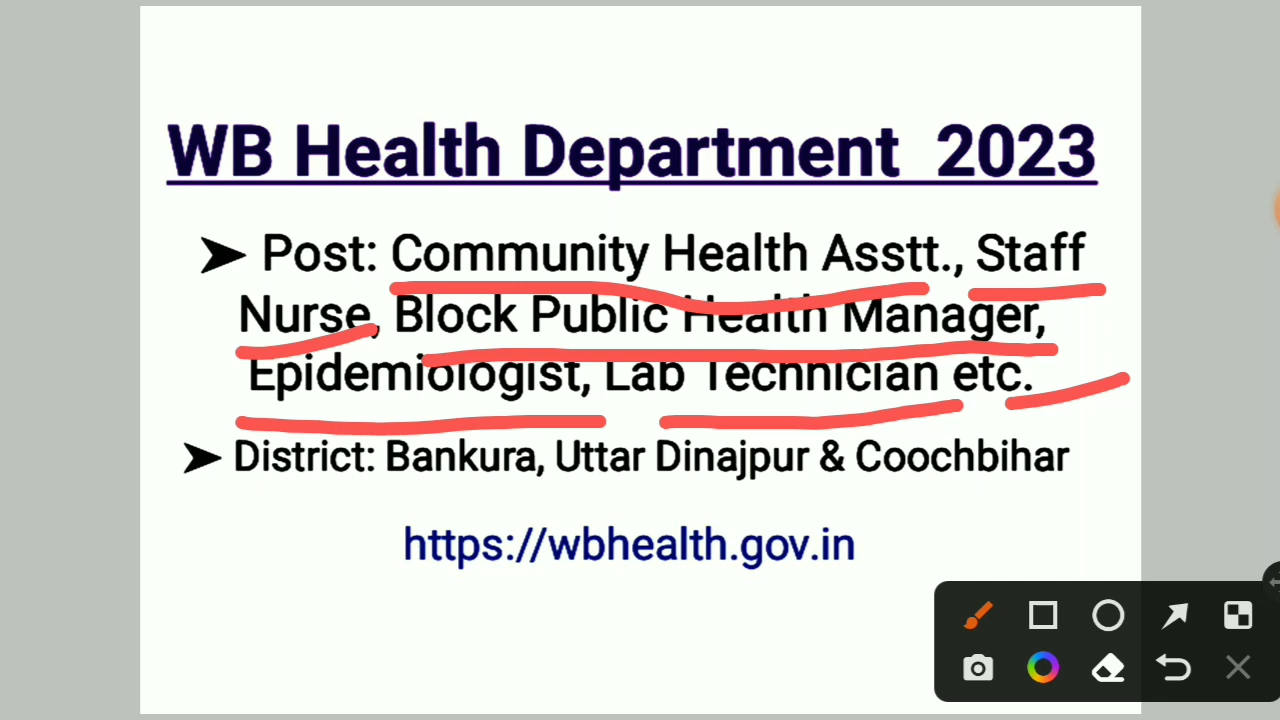 WB Health Department 2023
➤ Post: Community Health Asstt., Staff
Nurse, Block Public Health Manager,
Epidemiologist, Lab Technician etc.
➤ District: Bankura, Uttar Dinajpur & Coochbihar
https://wbhealth.gov.in